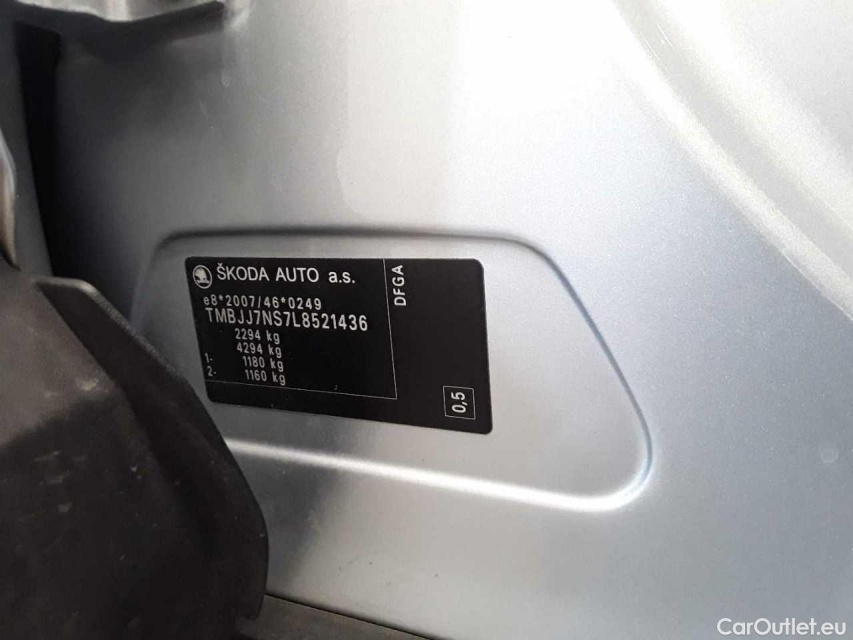 ŠKODA AUTO a.s.
e8*2007/46*0249
TMBJJ7NS7L8521436
2294 kg
4294 kg
1- 1180 kg
2- 1160 kg
DFGA
0,5
CarOutlet.eu